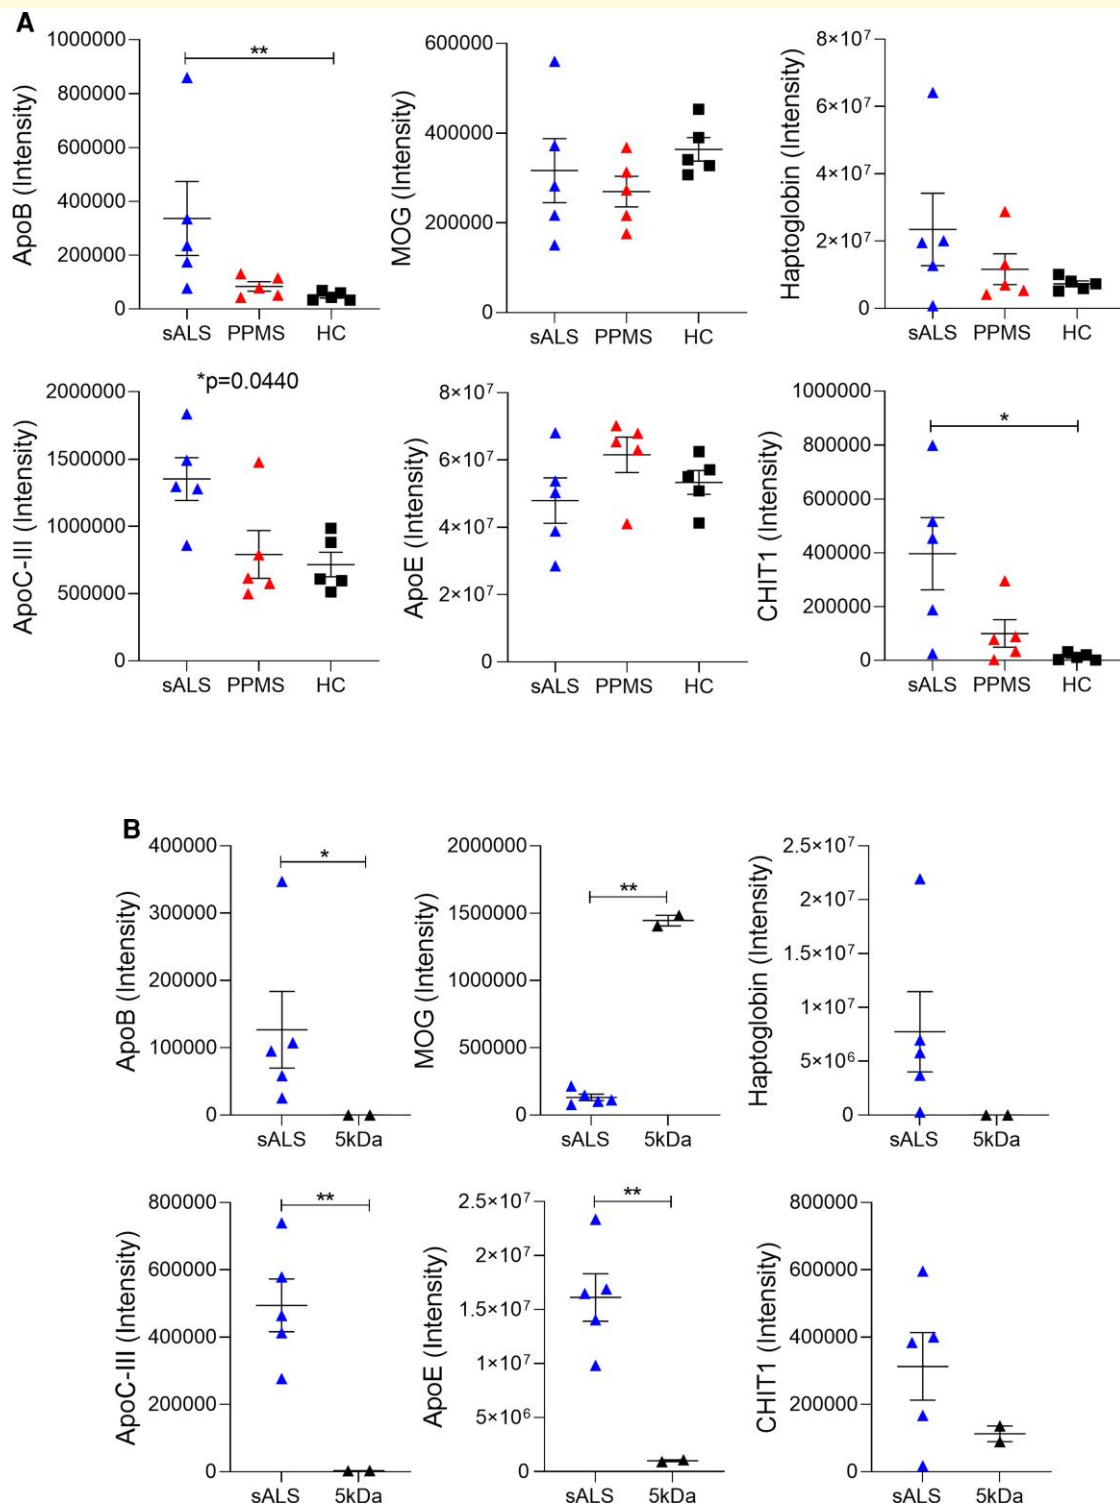 A
ApoB (Intensity)
1000000
800000
600000
400000
200000
0
**
sALS PPMS HC
MOG (Intensity)
600000
400000
200000
0
sALS PPMS HC
Haptoglobin (Intensity)
8×10⁷
6×10⁷
4×10⁷
2×10⁷
0
sALS PPMS HC
ApoC-III (Intensity)
2000000
1500000
1000000
500000
0
*p=0.0440
sALS PPMS HC
ApoE (Intensity)
8×10⁷
6×10⁷
4×10⁷
2×10⁷
0
sALS PPMS HC
CHIT1 (Intensity)
1000000
800000
600000
400000
200000
0
*
sALS PPMS HC
B
ApoB (Intensity)
400000
300000
200000
100000
0
*
sALS 5kDa
MOG (Intensity)
2000000
1500000
1000000
500000
0
**
sALS 5kDa
Haptoglobin (Intensity)
2.5×10⁷
2×10⁷
1.5×10⁷
1×10⁷
5×10⁶
0
sALS 5kDa
ApoC-III (Intensity)
800000
600000
400000
200000
0
**
sALS 5kDa
ApoE (Intensity)
2.5×10⁷
2×10⁷
1.5×10⁷
1×10⁷
5×10⁶
0
**
sALS 5kDa
CHIT1 (Intensity)
800000
600000
400000
200000
0
sALS 5kDa